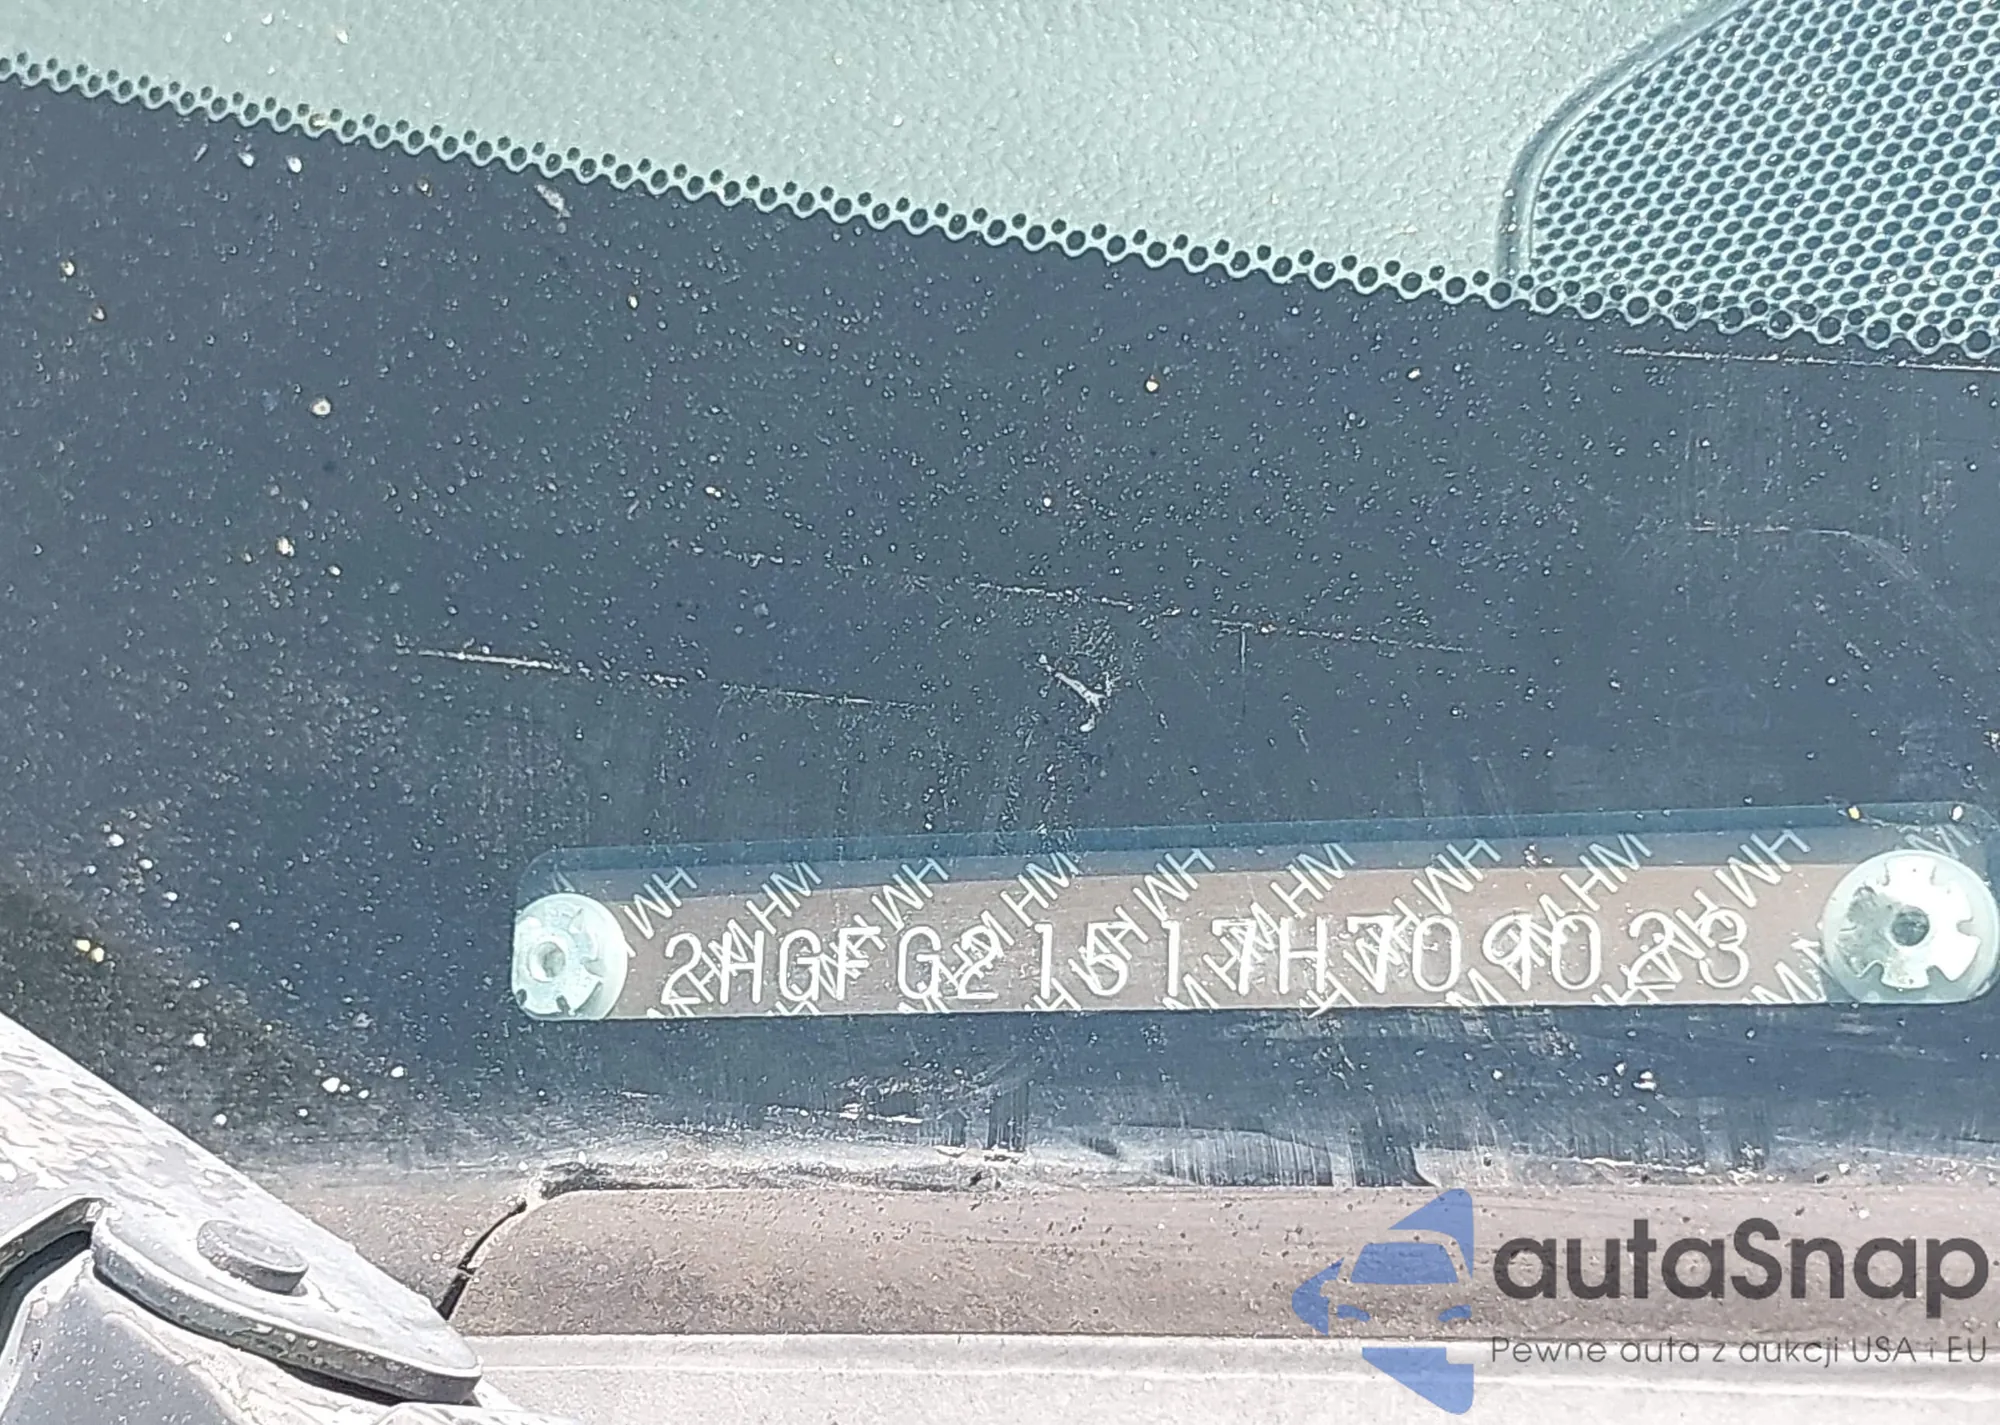 2HGFG21517H709023
autaSnap
Pewne auta z aukcji USA i EU